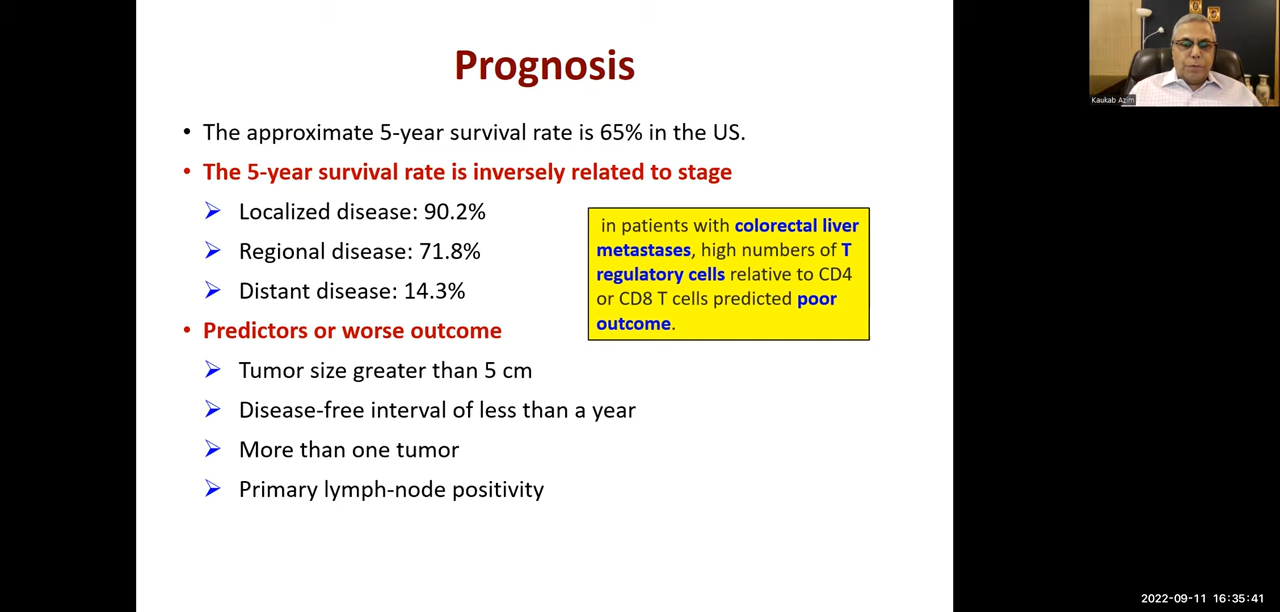 Prognosis
• The approximate 5-year survival rate is 65% in the US.
• The 5-year survival rate is inversely related to stage
➢ Localized disease: 90.2%
➢ Regional disease: 71.8%
➢ Distant disease: 14.3%
• Predictors or worse outcome
➢ Tumor size greater than 5 cm
➢ Disease-free interval of less than a year
➢ More than one tumor
➢ Primary lymph-node positivity
in patients with colorectal liver
metastases, high numbers of T
regulatory cells relative to CD4
or CD8 T cells predicted poor
outcome.
Kaukab Azim
2022-09-11 16:35:41